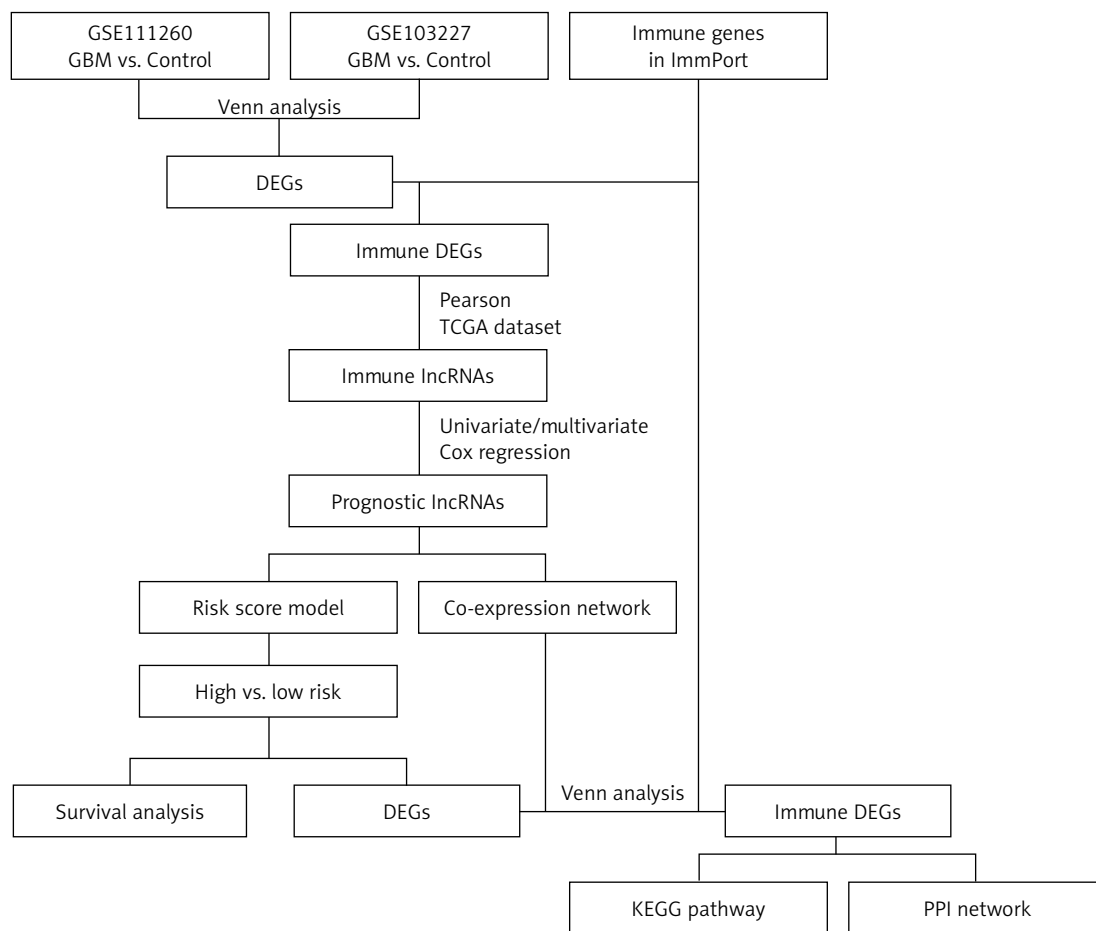 GSE111260
GBM vs. Control
GSE103227
GBM vs. Control
Immune genes
in ImmPort
Venn analysis
DEGs
Immune DEGs
Pearson
TCGA dataset
Immune lncRNAs
Univariate/multivariate
Cox regression
Prognostic lncRNAs
Risk score model
Co-expression network
High vs. low risk
Survival analysis
DEGs
Venn analysis
Immune DEGs
KEGG pathway
PPI network